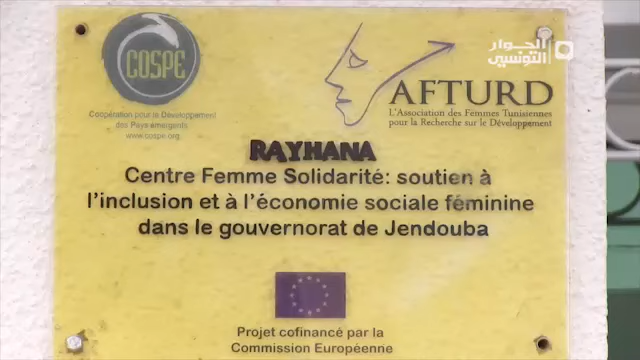 COSPE
Coopération pour le Développement
des Pays émergents
www.cospe.org
AFTURD
L'Association des Femmes Tunisiennes
pour la Recherche sur le Développement
الحوار
التونسي
RAYHANA
Centre Femme Solidarité: soutien à
l'inclusion et à l'économie sociale féminine
dans le gouvernorat de Jendouba
Projet cofinancé par la
Commission Européenne